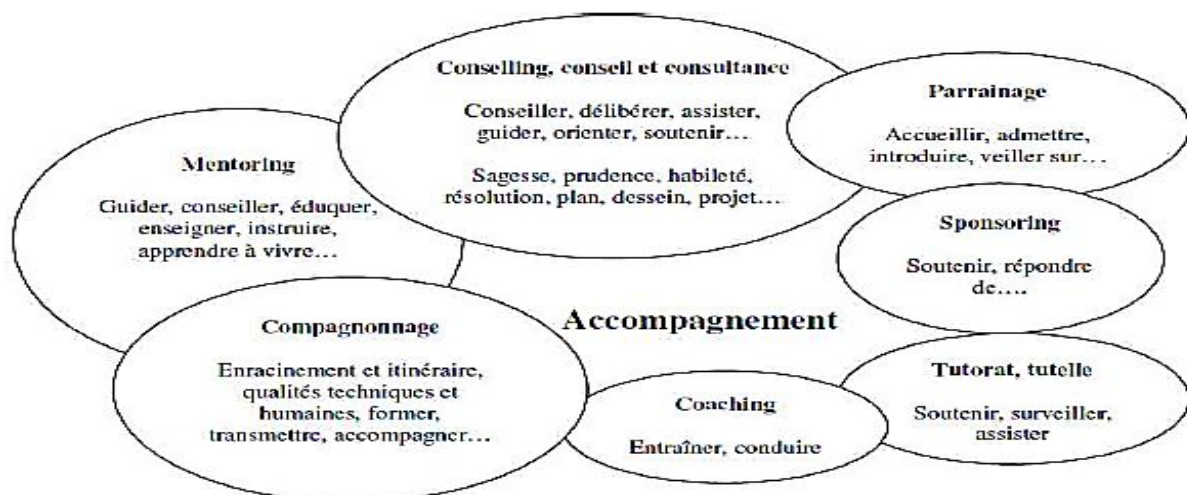 Conselling, conseil et consultance
Conseiller, délibérer, assister,
guider, orienter, soutenir…
Sagesse, prudence, habileté,
résolution, plan, dessein, projet…
Parrainage
Accueillir, admettre,
introduire, veiller sur…
Mentoring
Guider, conseiller, éduquer,
enseigner, instruire,
apprendre à vivre…
Sponsoring
Soutenir, répondre
de….
Accompagnement
Compagnonnage
Enracinement et itinéraire,
qualités techniques et
humaines, former,
transmettre, accompagner…
Coaching
Entraîner, conduire
Tutorat, tutelle
Soutenir, surveiller,
assister